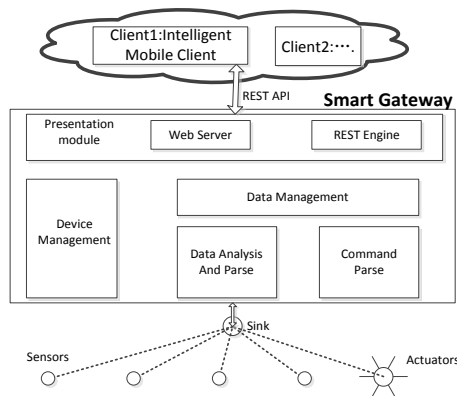 Client1:Intelligent
Mobile Client
Client2:···.
REST API
Smart Gateway
Presentation
module
Web Server
REST Engine
Device
Management
Data Management
Data Analysis
And Parse
Command
Parse
Sink
Sensors
Actuators